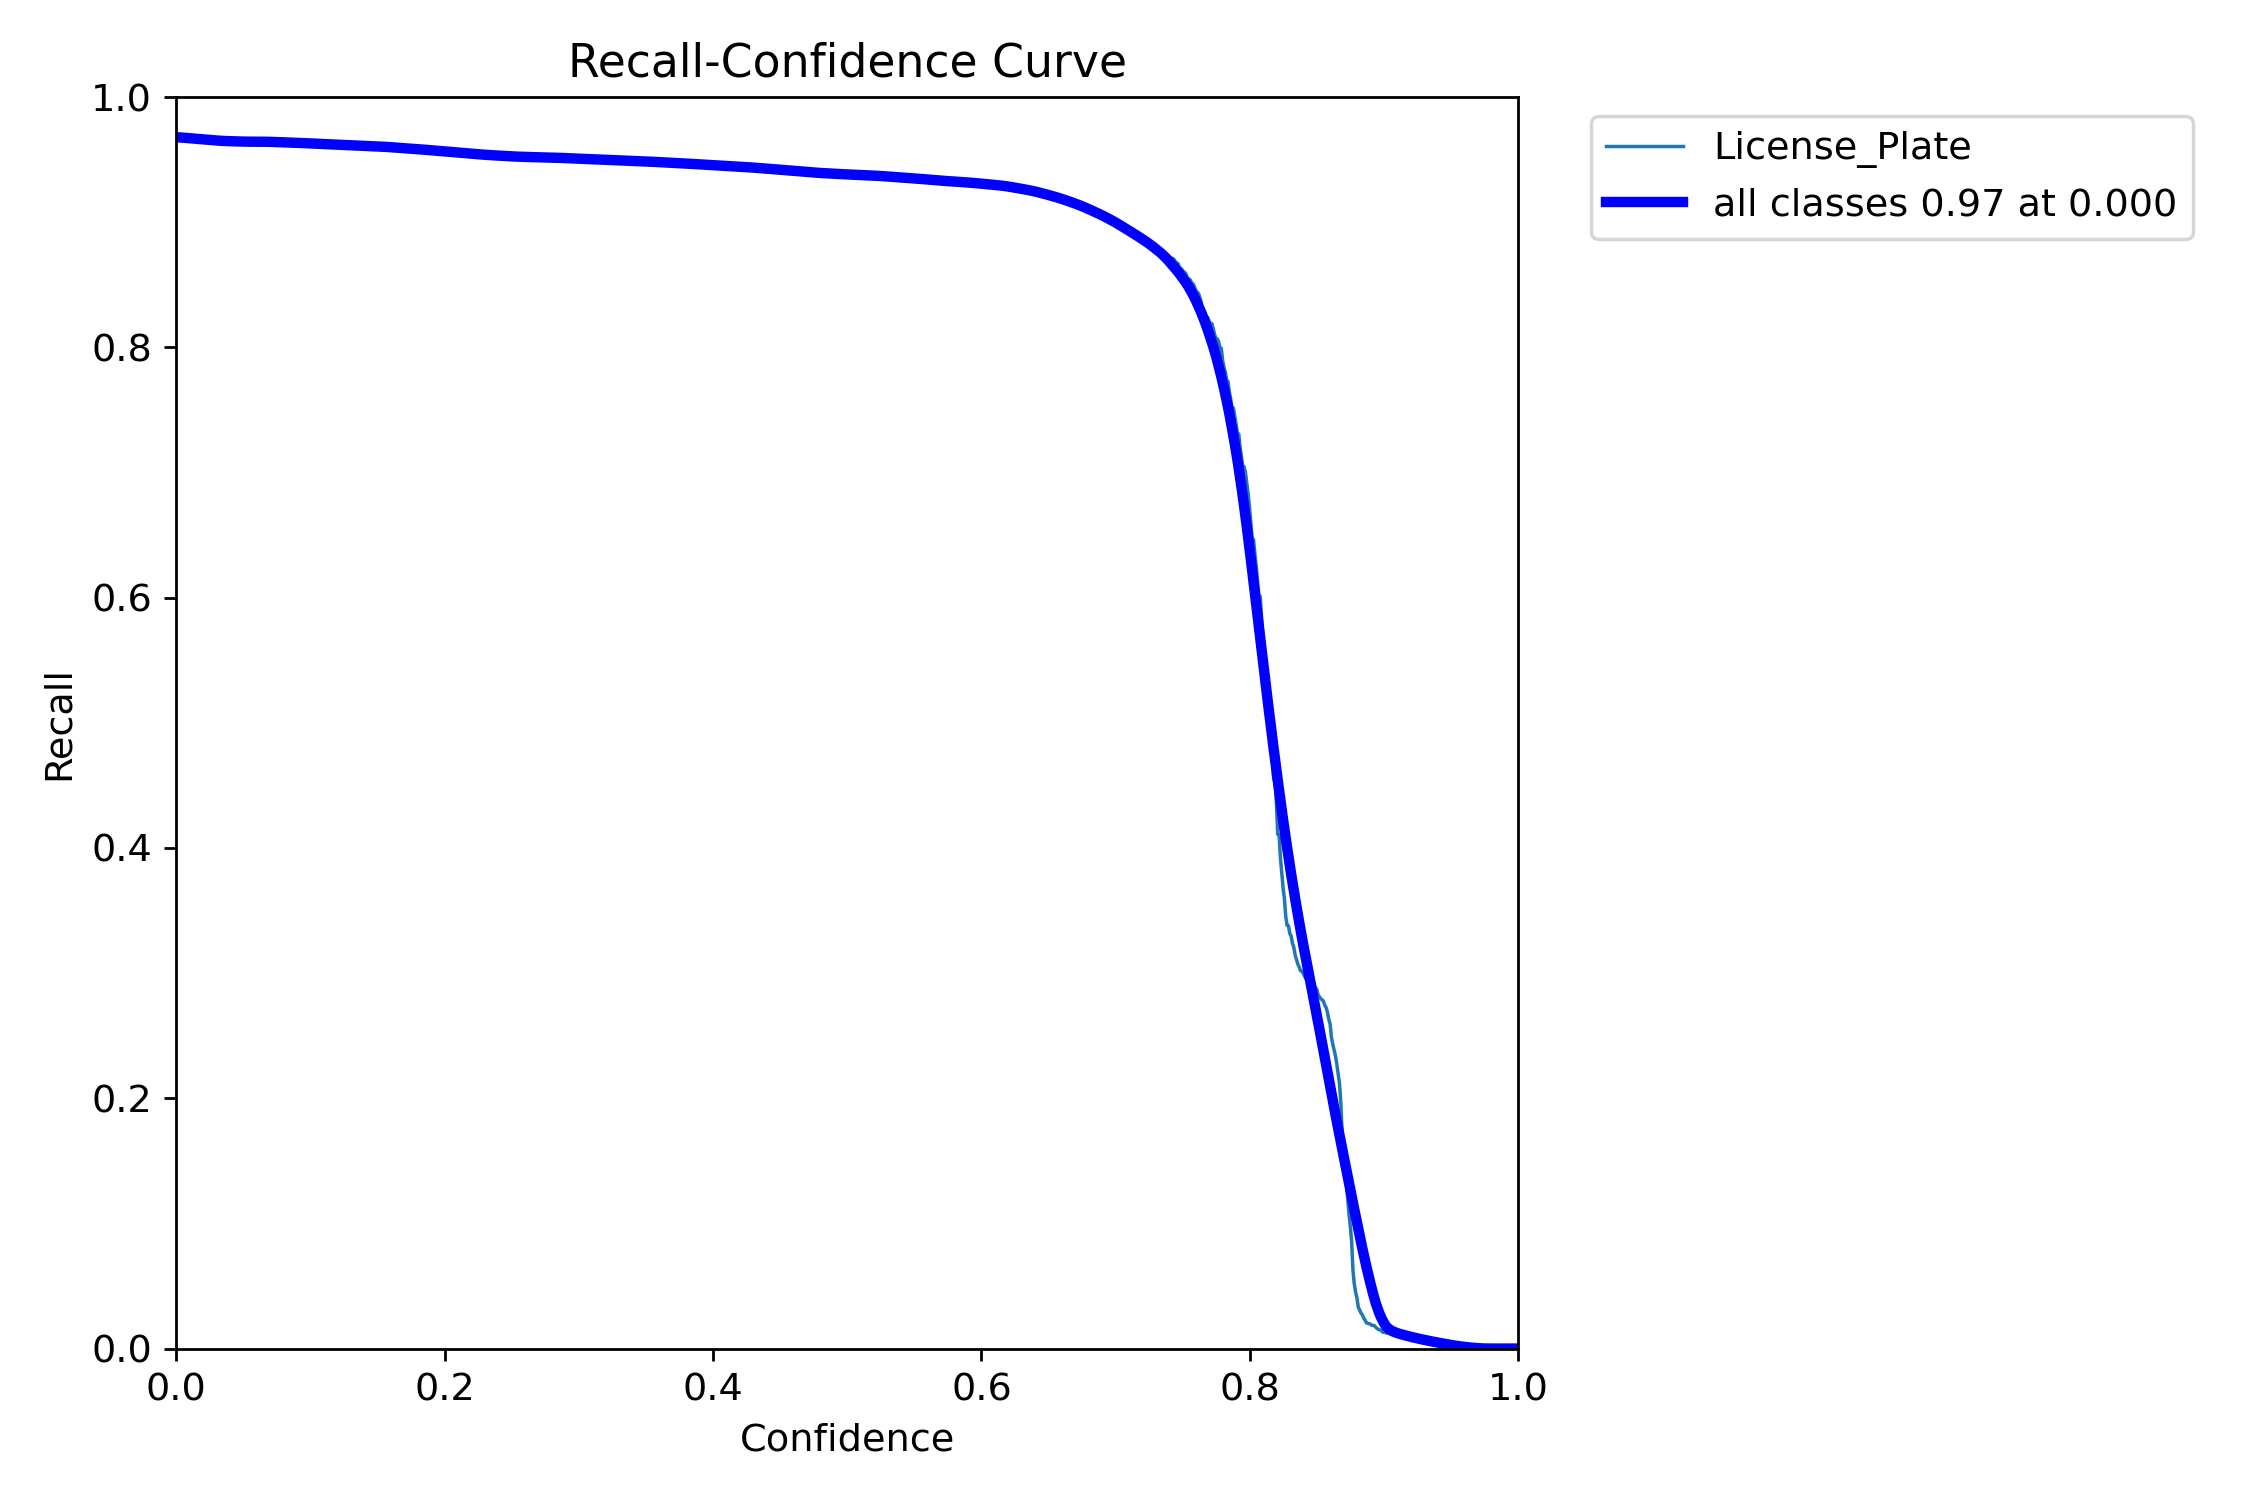 Recall-Confidence Curve
1.0
0.8
0.6
0.4
0.2
0.0
Recall
0.0 0.2 0.4 0.6 0.8 1.0
Confidence
License_Plate
all classes 0.97 at 0.000